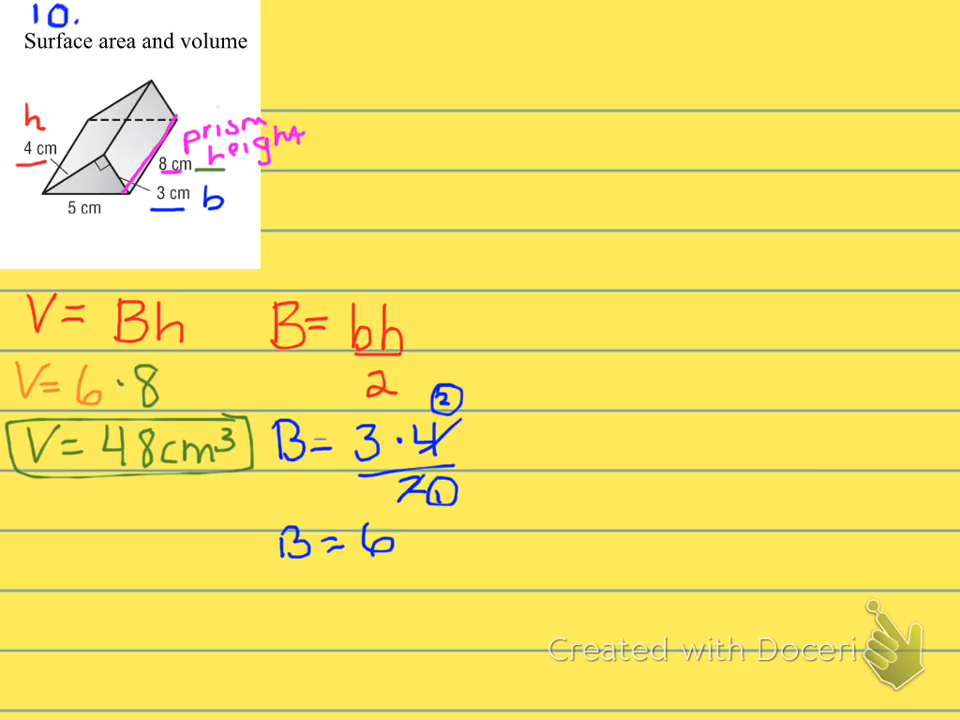 10.
Surface area and volume
h
4 cm
prism
height
8 cm
3 cm b
5 cm
V = Bh
B = bh
2
V = 6 · 8
2
V = 48cm³
B = 3 · 4
2 1
B = 6
Created with Doceri